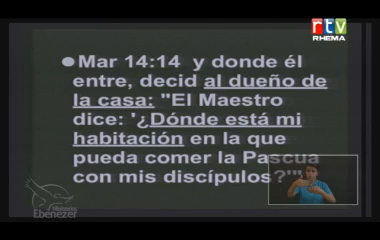 rtv
RHEMA
●Mar 14:14 y donde él
entre, decid al dueño de
la casa: "El Maestro
dice: '¿Dónde está mi
habitación en la que
pueda comer la Pascua
con mis discípulos?'"
Ministerios
Ebenezer